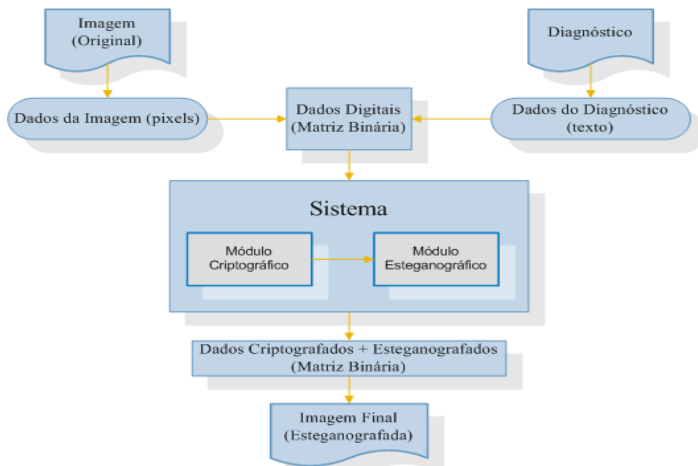 Imagem
(Original)
Diagnóstico
Dados da Imagem (pixels)
Dados Digitais
(Matriz Binária)
Dados do Diagnóstico
(texto)
Sistema
Módulo
Criptográfico
Módulo
Esteganográfico
Dados Criptografados + Esteganografados
(Matriz Binária)
Imagem Final
(Esteganografada)